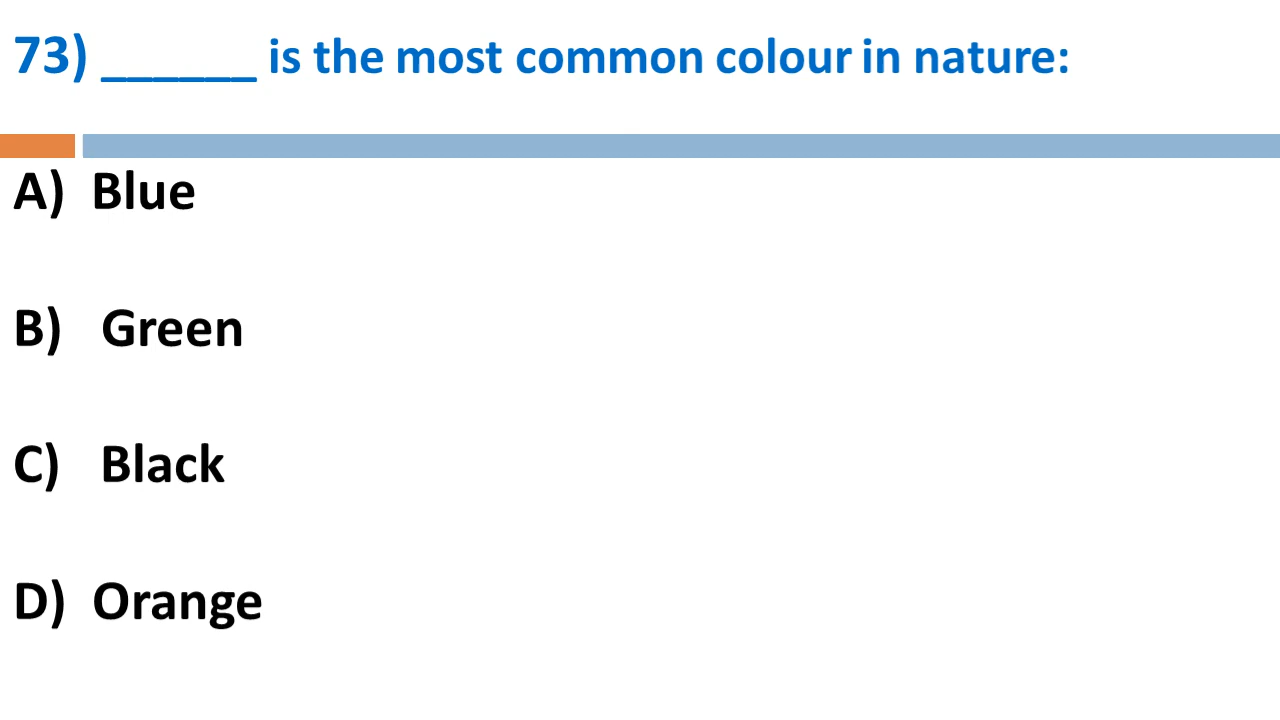 73) ______ is the most common colour in nature:
A) Blue
B) Green
C) Black
D) Orange